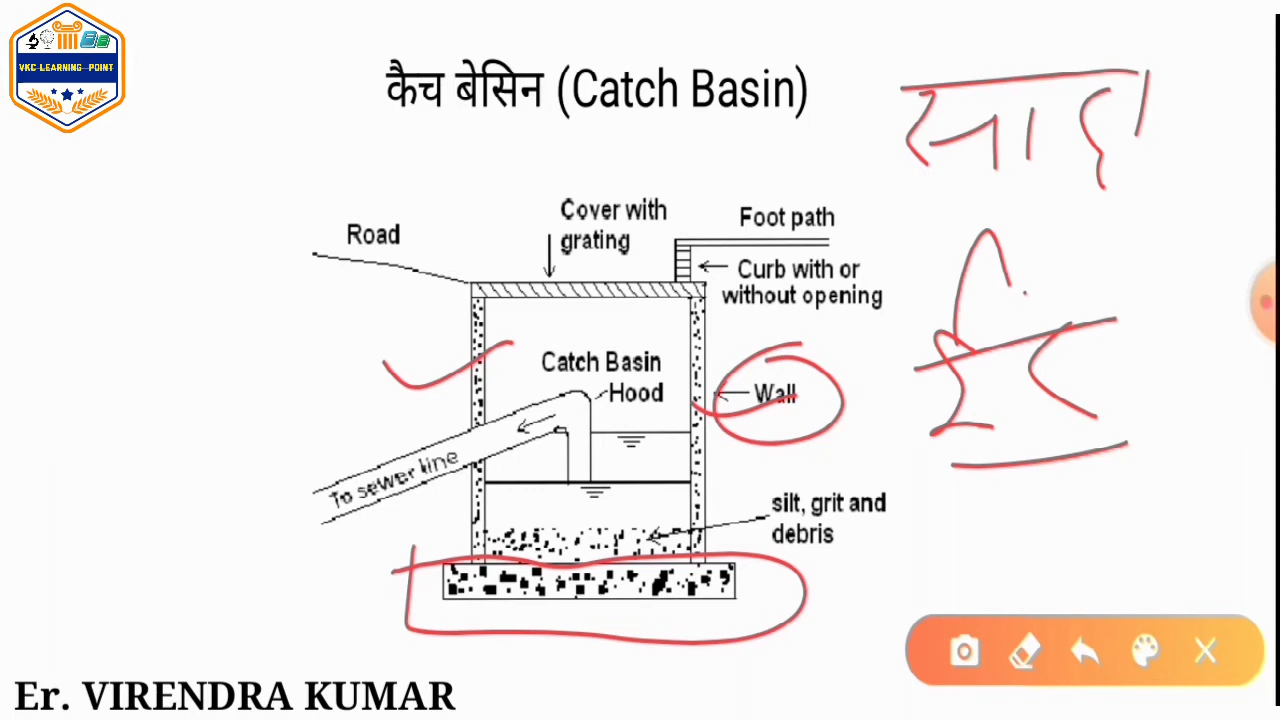 VKC-LEARNING-POINT
कैच बेसिन (Catch Basin)
Road
Cover with
grating
Foot path
Curb with or
without opening
Catch Basin
Hood
Wall
To sewer line
silt, grit and
debris
Er. VIRENDRA KUMAR